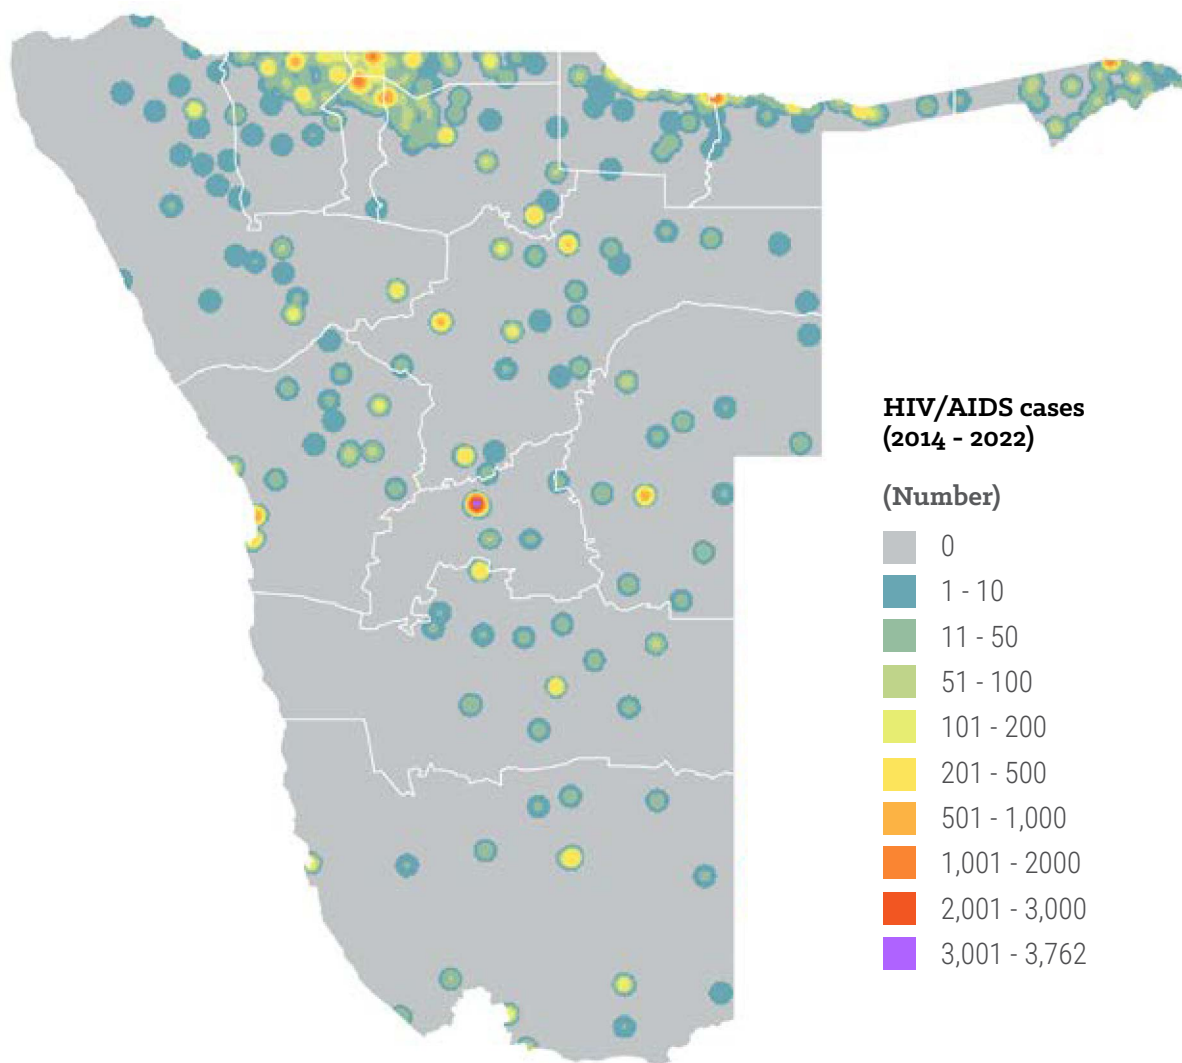 HIV/AIDS cases
(2014 - 2022)
(Number)
0
1 - 10
11 - 50
51 - 100
101 - 200
201 - 500
501 - 1,000
1,001 - 2000
2,001 - 3,000
3,001 - 3,762